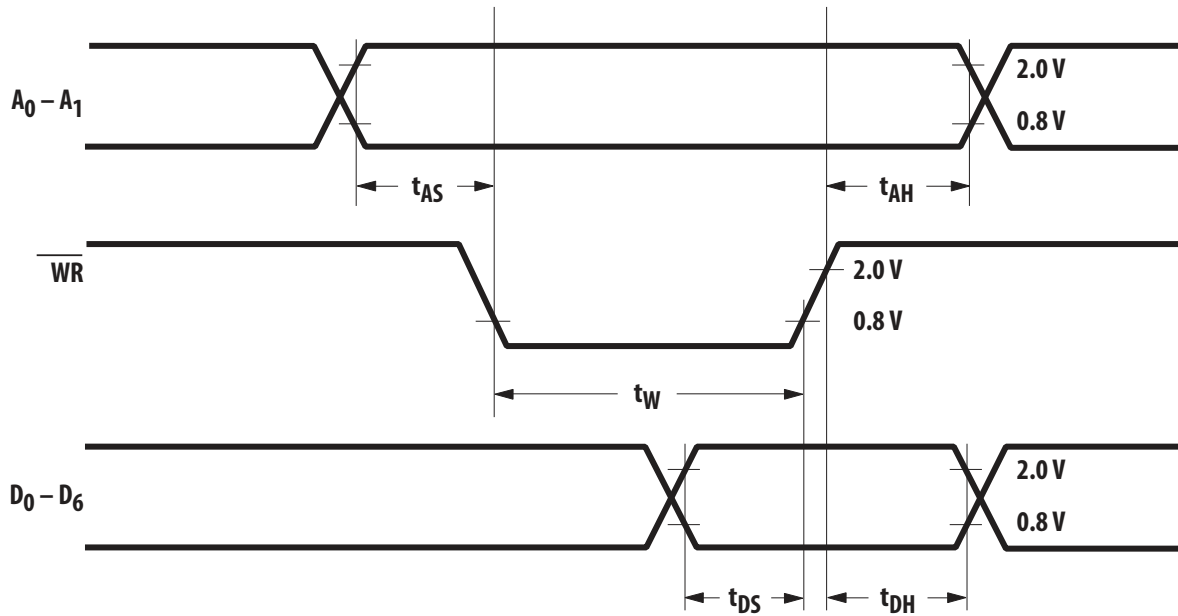 A0 – A1
2.0 V
0.8 V
tAS
tAH
WR
2.0 V
0.8 V
tW
D0 – D6
2.0 V
0.8 V
tDS
tDH